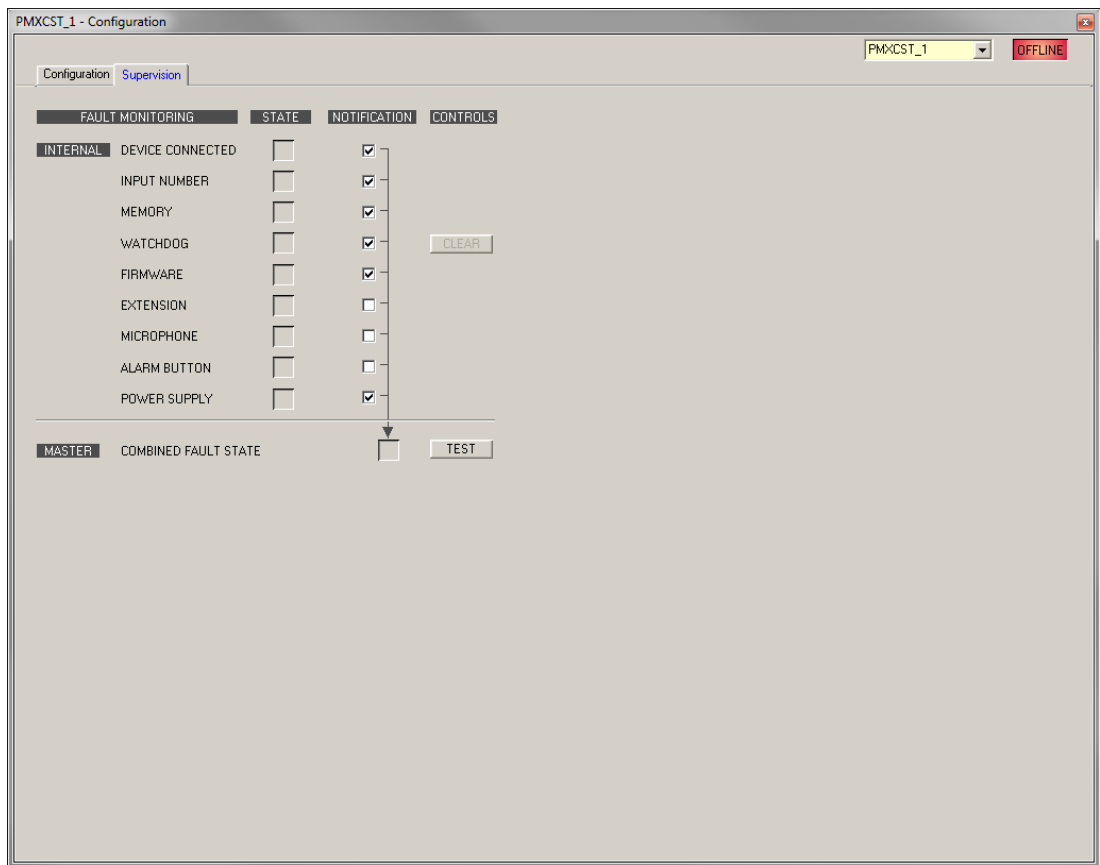 PMXCST_1 - Configuration
PMXCST_1 OFFLINE
Configuration Supervision
FAULT MONITORING STATE NOTIFICATION CONTROLS
INTERNAL DEVICE CONNECTED
INPUT NUMBER
MEMORY
WATCHDOG CLEAR
FIRMWARE
EXTENSION
MICROPHONE
ALARM BUTTON
POWER SUPPLY
MASTER COMBINED FAULT STATE TEST